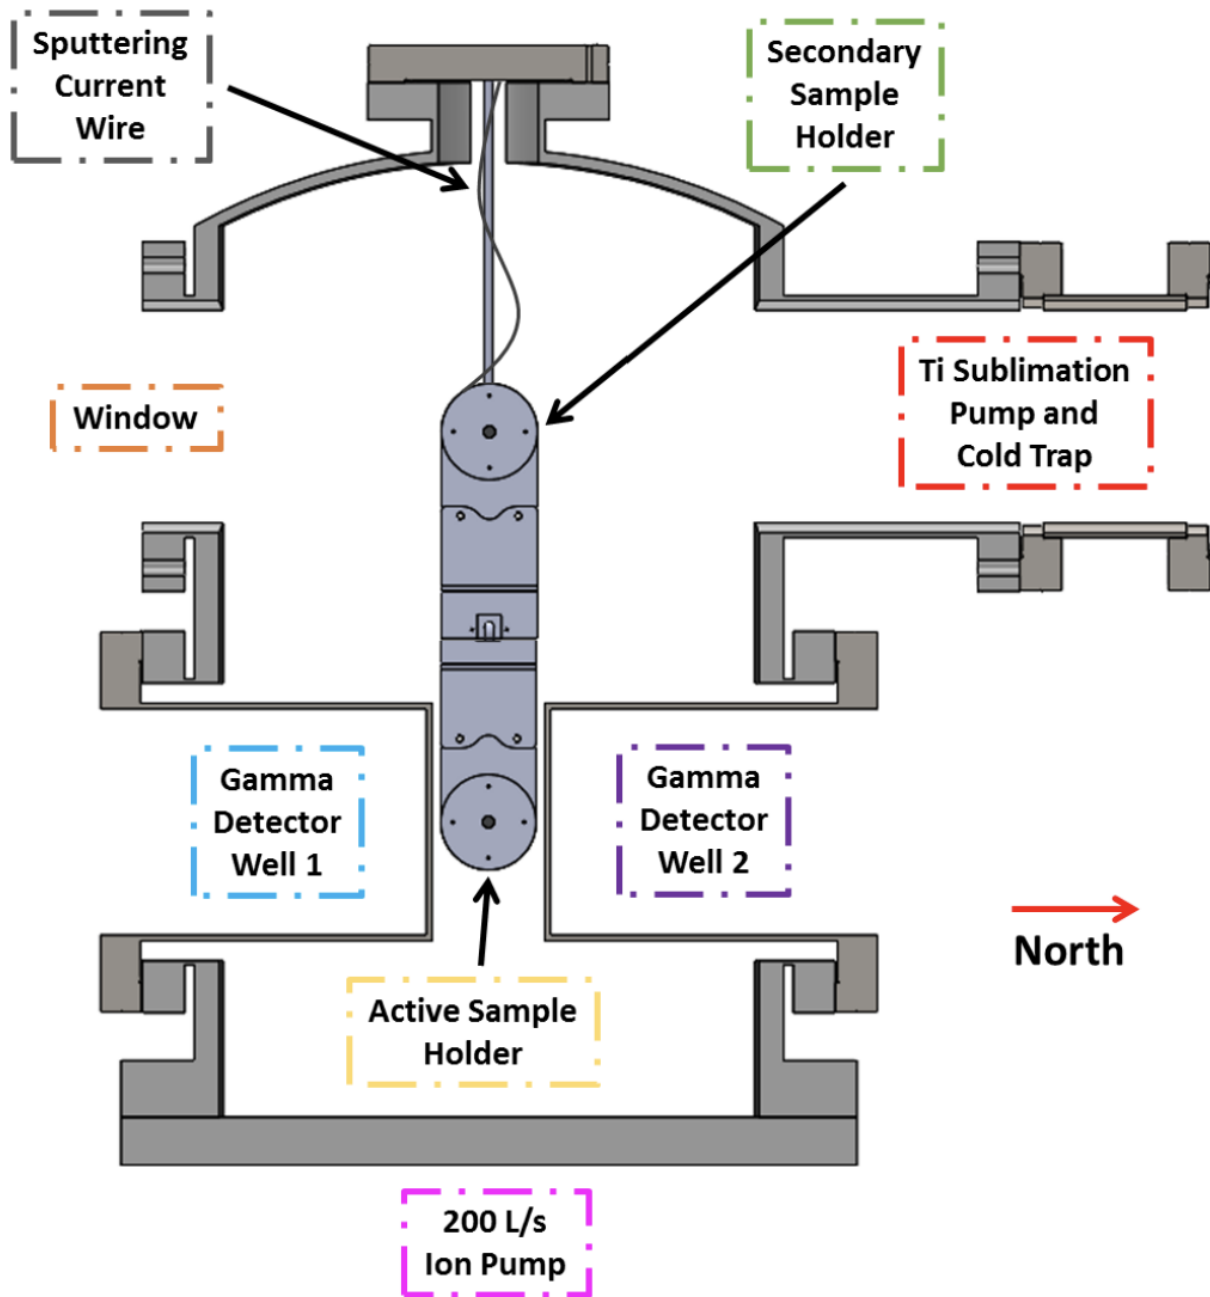 Sputtering
Current
Wire
Secondary
Sample
Holder
Window
Ti Sublimation
Pump and
Cold Trap
Gamma
Detector
Well 1
Gamma
Detector
Well 2
North
Active Sample
Holder
200 L/s
Ion Pump